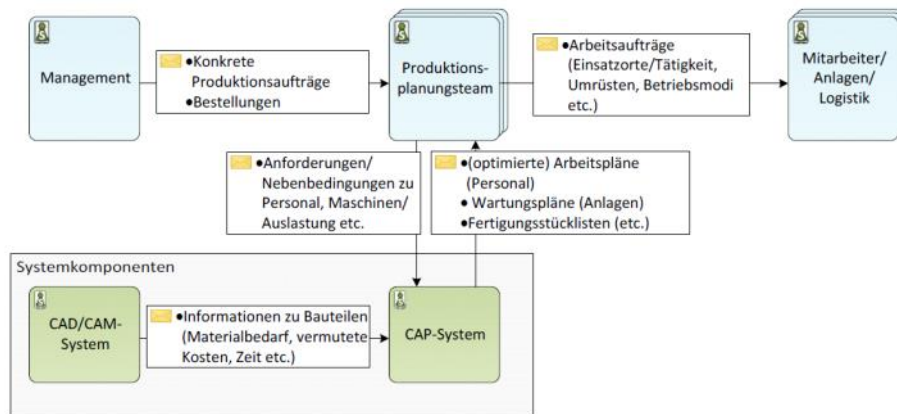 Management
●Konkrete
Produktionsaufträge
●Bestellungen
Produktions-
planungsteam
●Arbeitsaufträge
(Einsatzorte/Tätigkeit,
Umrüsten, Betriebsmodi
etc.)
Mitarbeiter/
Anlagen/
Logistik
●Anforderungen/
Nebenbedingungen zu
Personal, Maschinen/
Auslastung etc.
●(optimierte) Arbeitspläne
(Personal)
● Wartungspläne (Anlagen)
●Fertigungsstücklisten (etc.)
Systemkomponenten
CAD/CAM-
System
●Informationen zu Bauteilen
(Materialbedarf, vermutete
Kosten, Zeit etc.)
CAP-System